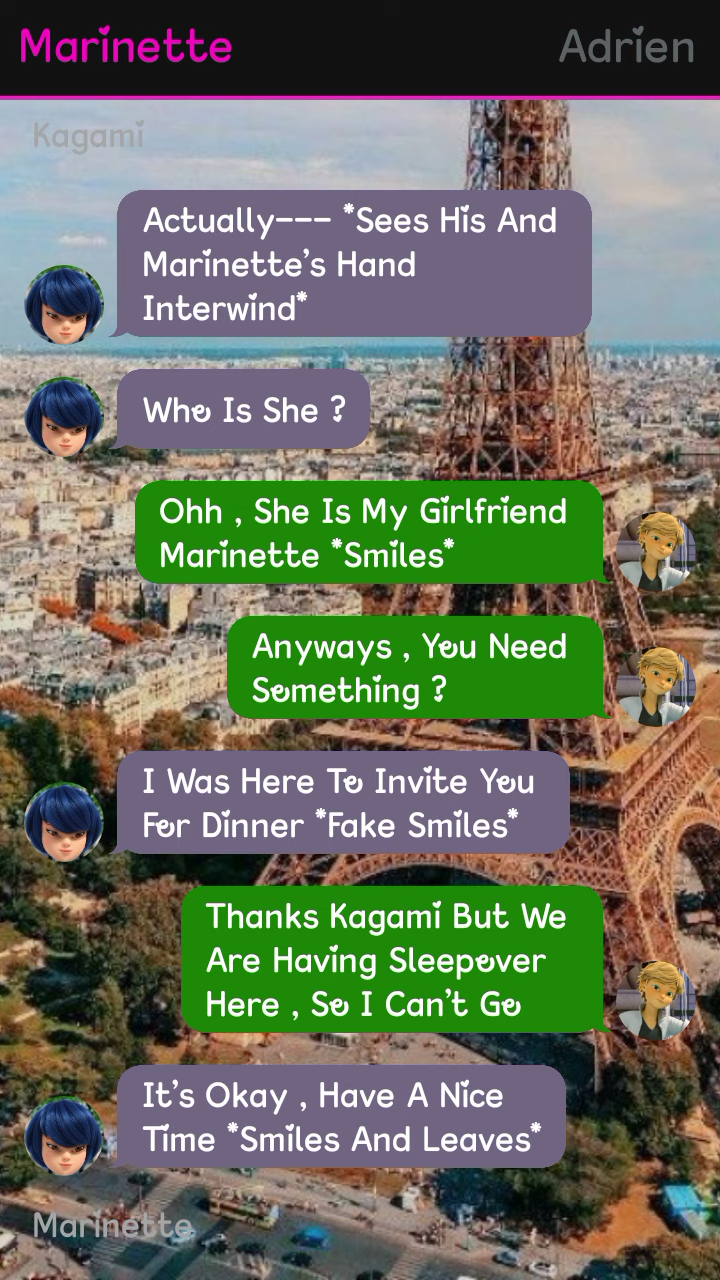 Marinette Adrien
Kagami
Actually--- *Sees His And
Marinette's Hand
Interwind*
Who Is She ?
Ohh , She Is My Girlfriend
Marinette *Smiles*
Anyways , You Need
Something ?
I Was Here To Invite You
For Dinner *Fake Smiles*
Thanks Kagami But We
Are Having Sleepover
Here , So I Can't Go
It's Okay , Have A Nice
Time *Smiles And Leaves*
Marinette